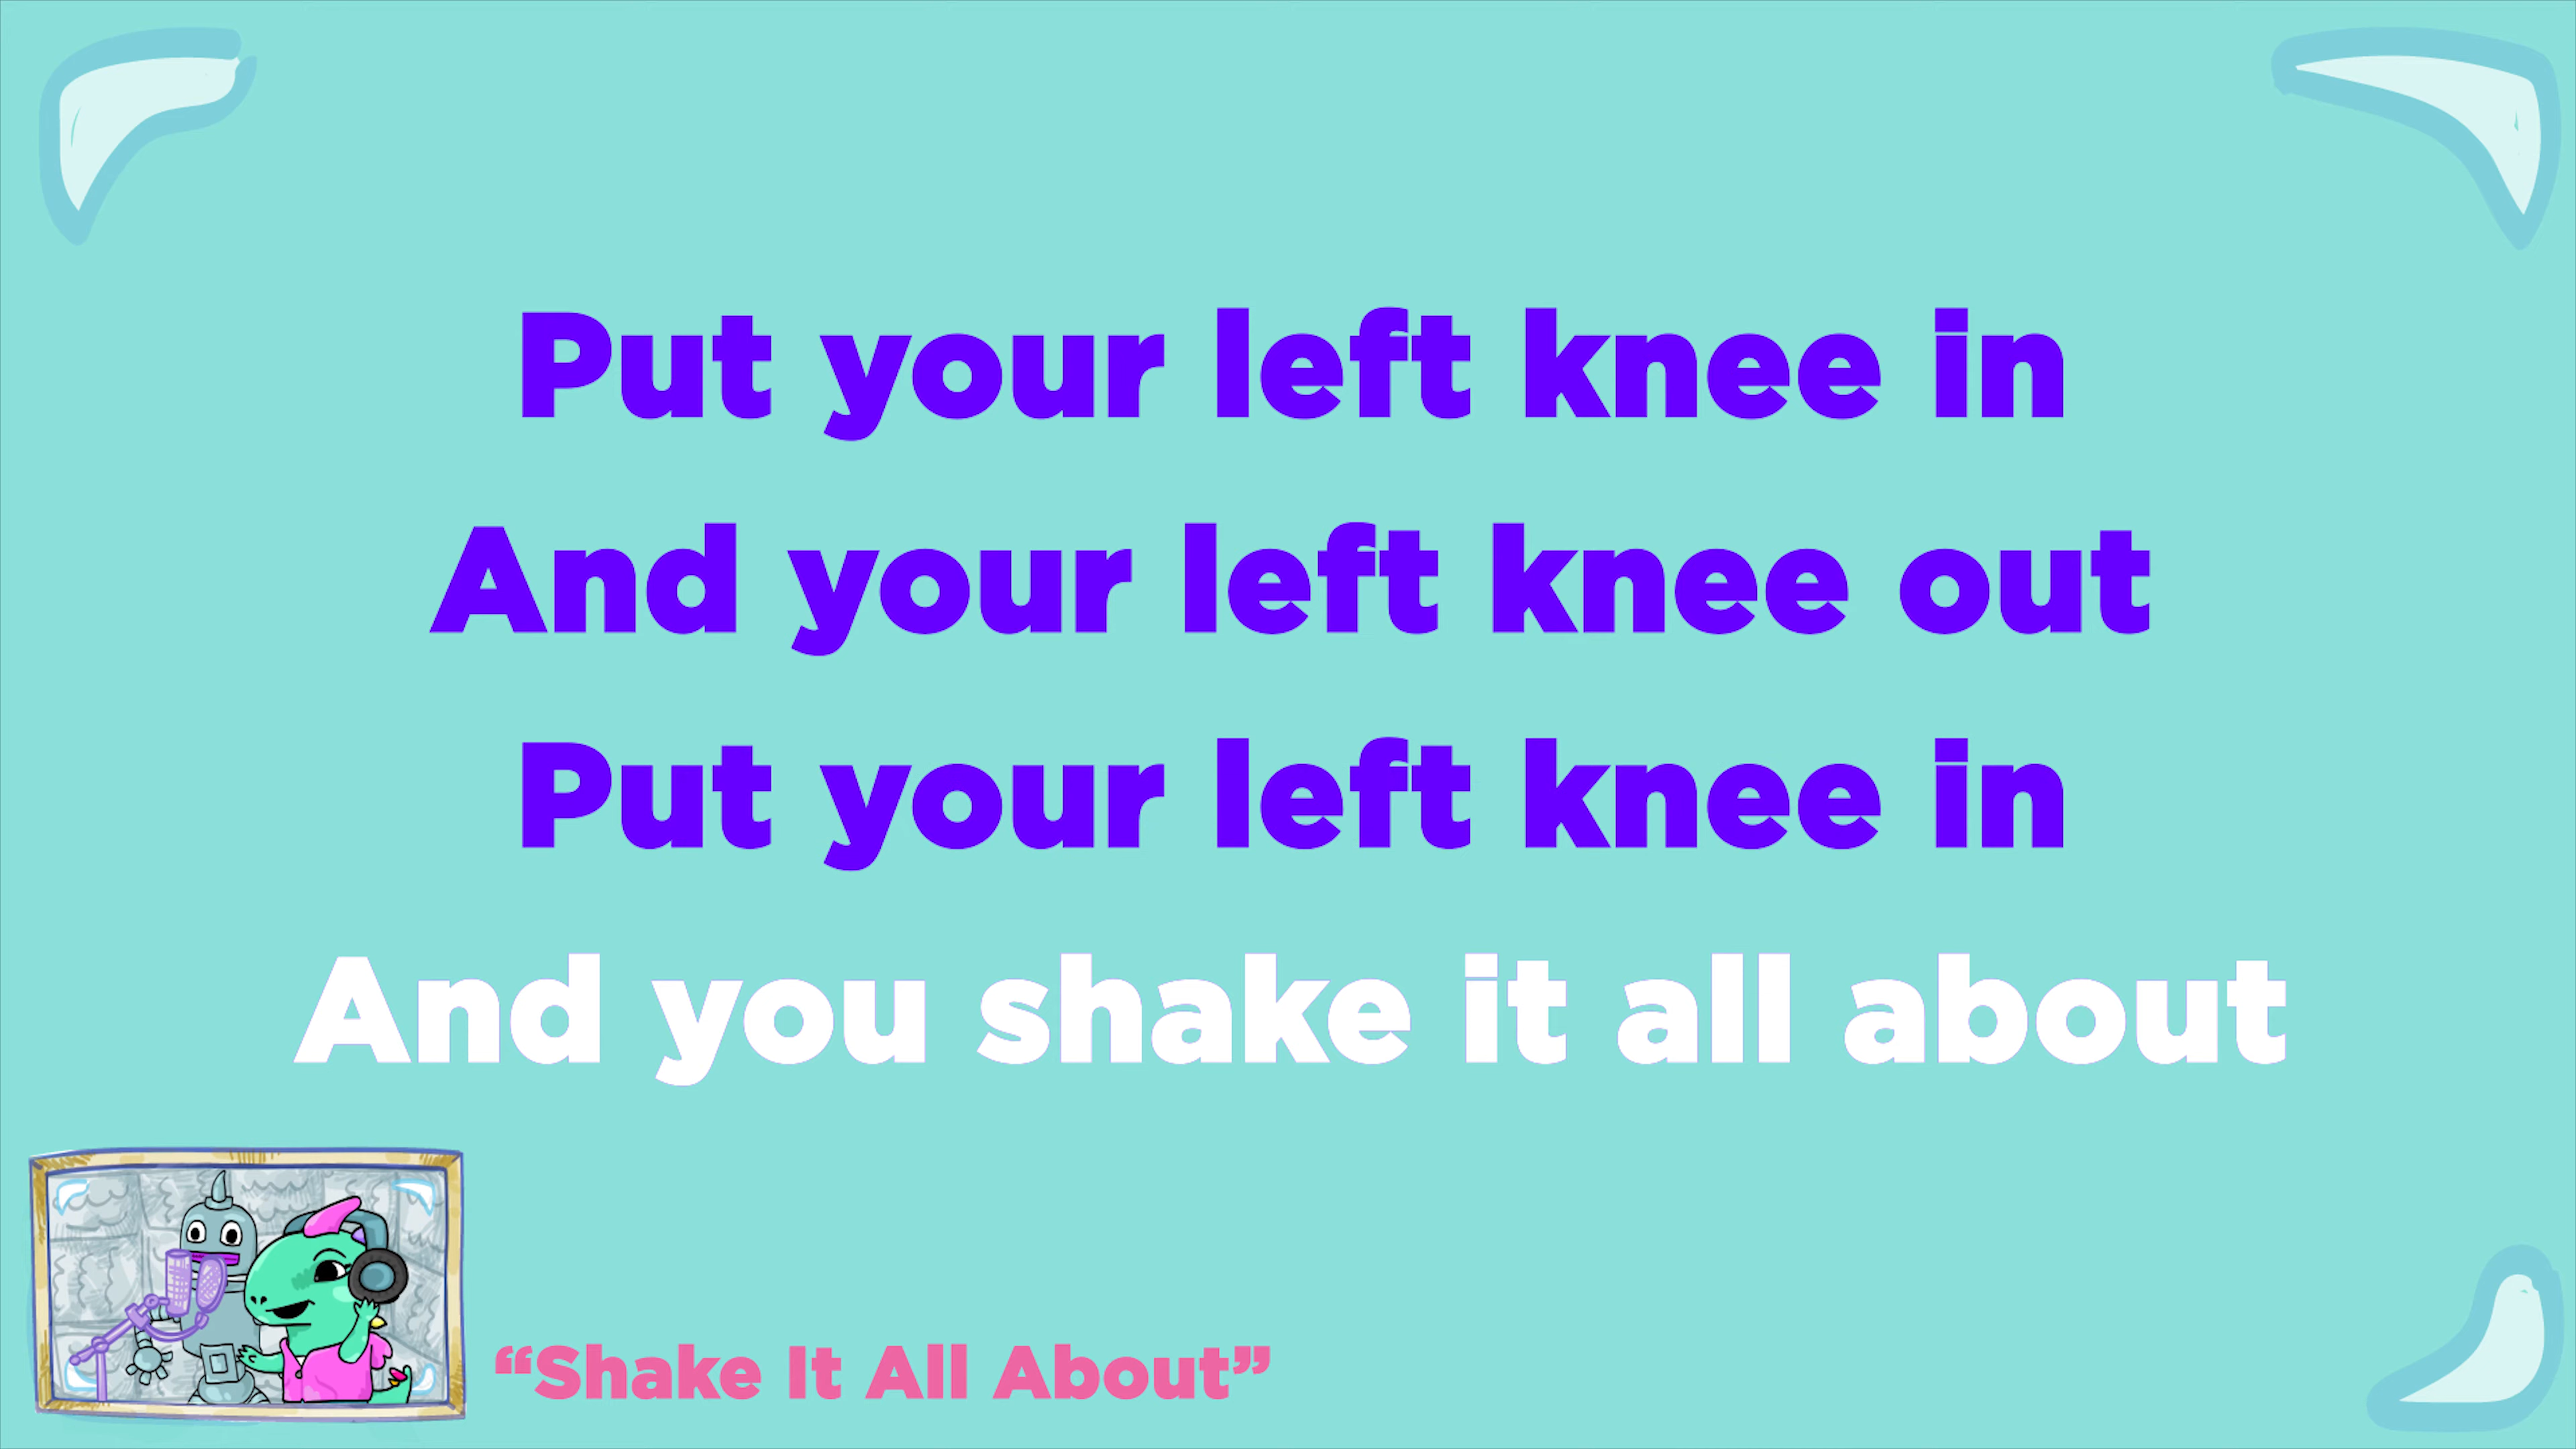 Put your left knee in
And your left knee out
Put your left knee in
And you shake it all about
“Shake It All About”